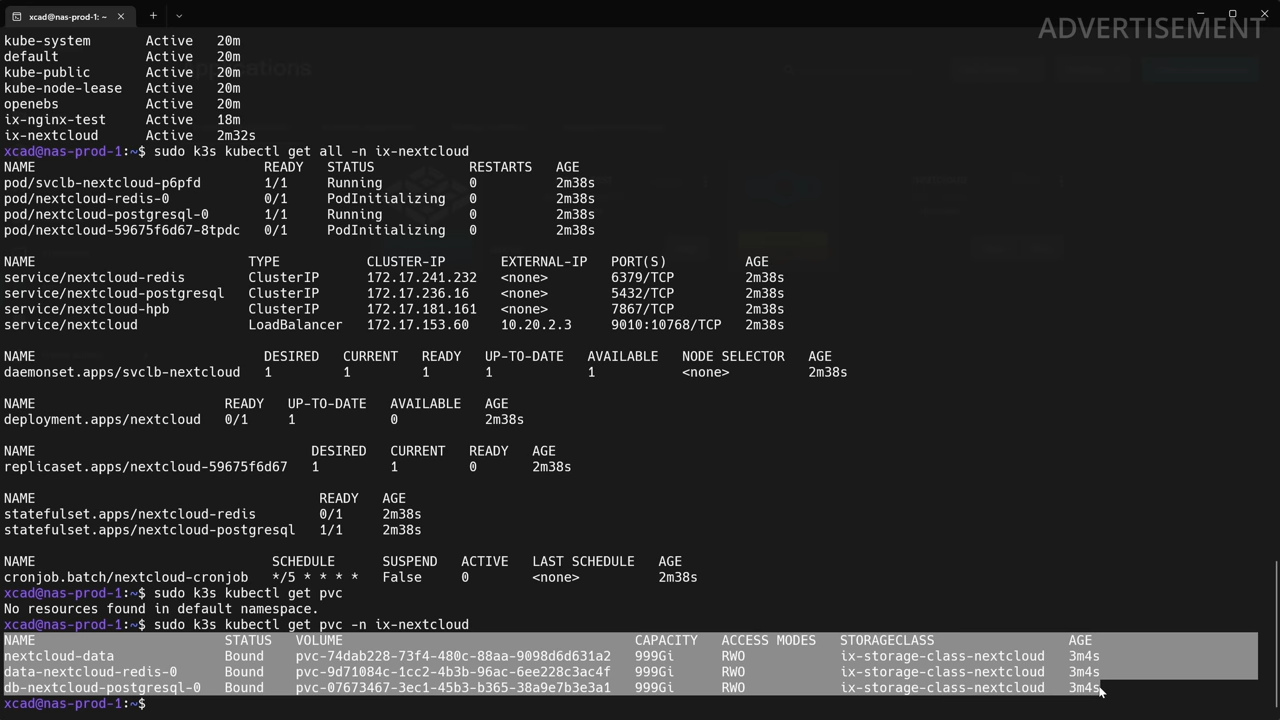 xcad@nas-prod-1: ~
ADVERTISEMENT
kube-system Active 20m
default Active 20m
kube-public Active 20m
kube-node-lease Active 20m
openebs Active 20m
ix-nginx-test Active 18m
ix-nextcloud Active 2m32s
xcad@nas-prod-1:~$ sudo k3s kubectl get all -n ix-nextcloud
NAME READY STATUS RESTARTS AGE
pod/svclb-nextcloud-p6pfd 1/1 Running 0 2m38s
pod/nextcloud-redis-0 0/1 PodInitializing 0 2m38s
pod/nextcloud-postgresql-0 1/1 Running 0 2m38s
pod/nextcloud-59675f6d67-8tpdc 0/1 PodInitializing 0 2m38s
NAME TYPE CLUSTER-IP EXTERNAL-IP PORT(S) AGE
service/nextcloud-redis ClusterIP 172.17.241.232 <none> 6379/TCP 2m38s
service/nextcloud-postgresql ClusterIP 172.17.236.16 <none> 5432/TCP 2m38s
service/nextcloud-hpb ClusterIP 172.17.181.161 <none> 7867/TCP 2m38s
service/nextcloud LoadBalancer 172.17.153.60 10.20.2.3 9010:10768/TCP 2m38s
NAME DESIRED CURRENT READY UP-TO-DATE AVAILABLE NODE SELECTOR AGE
daemonset.apps/svclb-nextcloud 1 1 1 1 1 <none> 2m38s
NAME READY UP-TO-DATE AVAILABLE AGE
deployment.apps/nextcloud 0/1 1 0 2m38s
NAME DESIRED CURRENT READY AGE
replicaset.apps/nextcloud-59675f6d67 1 1 0 2m38s
NAME READY AGE
statefulset.apps/nextcloud-redis 0/1 2m38s
statefulset.apps/nextcloud-postgresql 1/1 2m38s
NAME SCHEDULE SUSPEND ACTIVE LAST SCHEDULE AGE
cronjob.batch/nextcloud-cronjob */5 * * * * False 0 <none> 2m38s
xcad@nas-prod-1:~$ sudo k3s kubectl get pvc
No resources found in default namespace.
xcad@nas-prod-1:~$ sudo k3s kubectl get pvc -n ix-nextcloud
NAME STATUS VOLUME CAPACITY ACCESS MODES STORAGECLASS AGE
nextcloud-data Bound pvc-74dab228-73f4-480c-88aa-9098d6d631a2 999Gi RWO ix-storage-class-nextcloud 3m4s
data-nextcloud-redis-0 Bound pvc-9d71084c-1cc2-4b3b-96ac-6ee228c3ac4f 999Gi RWO ix-storage-class-nextcloud 3m4s
db-nextcloud-postgresql-0 Bound pvc-07673467-3ec1-45b3-b365-38a9e7b3e3a1 999Gi RWO ix-storage-class-nextcloud 3m4s
xcad@nas-prod-1:~$